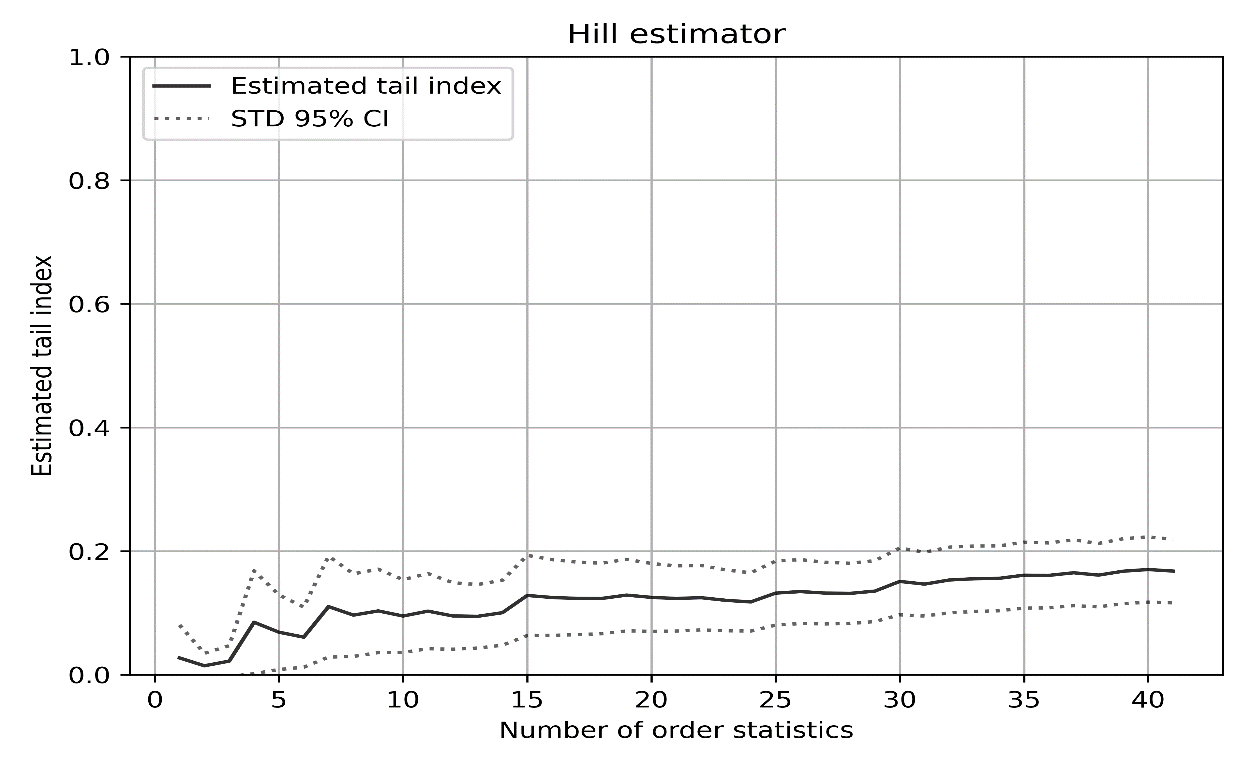 Hill estimator
Estimated tail index
STD 95% CI
1.0
0.8
0.6
0.4
0.2
0.0
Estimated tail index
0 5 10 15 20 25 30 35 40
Number of order statistics